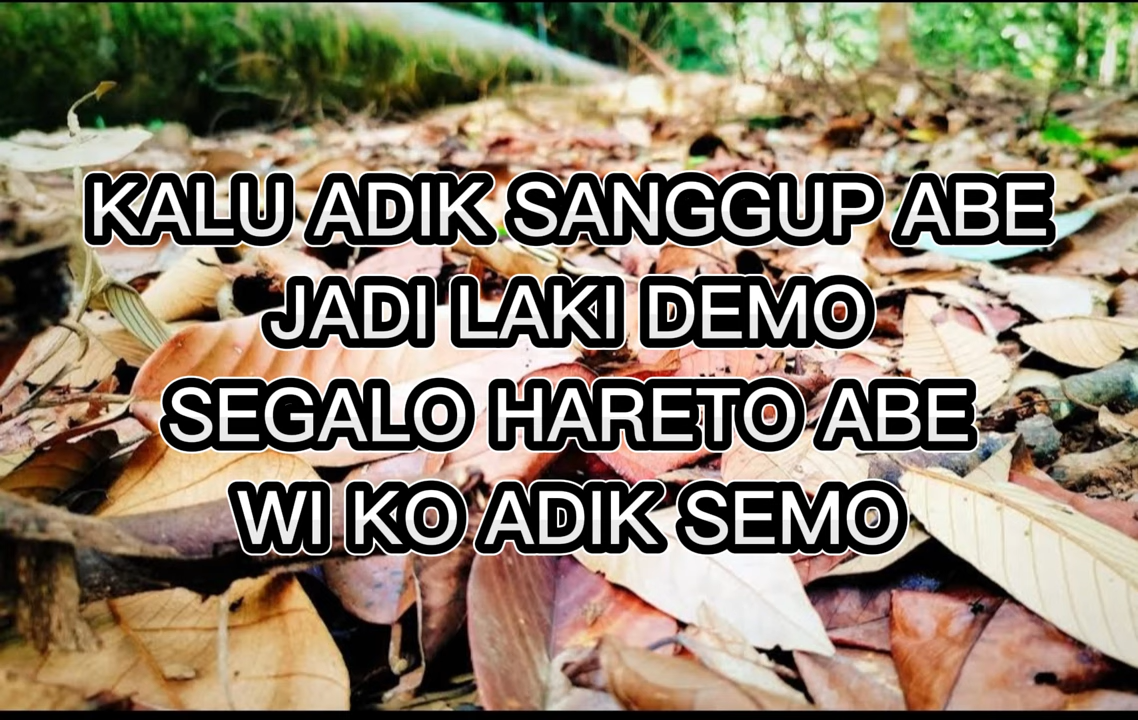 KALU ADIK SANGGUP ABE
JADI LAKI DEMO
SEGALO HARETO ABE
WI KO ADIK SEMO